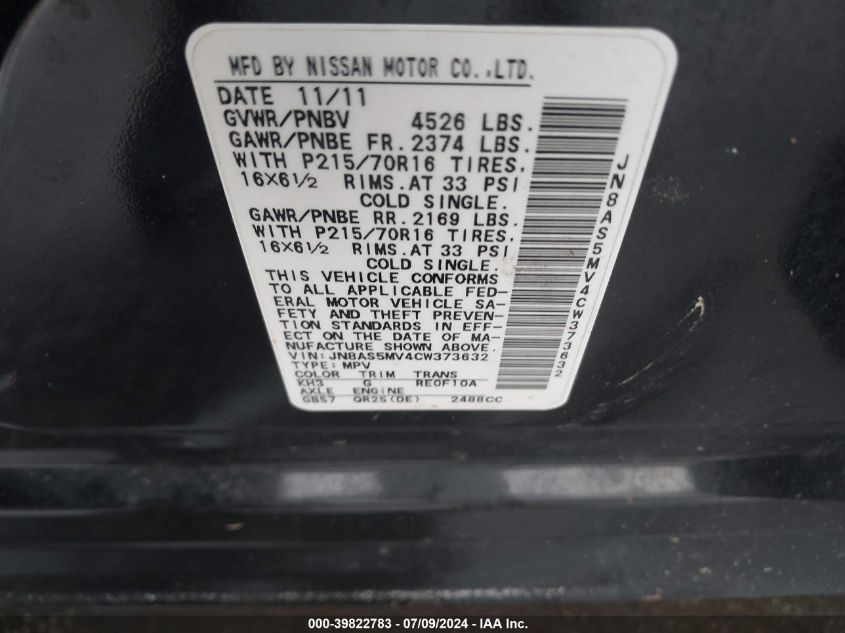 MFD BY NISSAN MOTOR CO.,LTD.
DATE 11/11
GVWR/PNBV 4526 LBS.
GAWR/PNBE FR. 2374 LBS.
WITH P215/70R16 TIRES,
16X6½ RIMS.AT 33 PSI
COLD SINGLE.
GAWR/PNBE RR. 2169 LBS.
WITH P215/70R16 TIRES,
16X6½ RIMS.AT 33 PSI
COLD SINGLE.
THIS VEHICLE CONFORMS
TO ALL APPLICABLE FED-
ERAL MOTOR VEHICLE SA-
FETY AND THEFT PREVEN-
TION STANDARDS IN EFF-
ECT ON THE DATE OF MA-
NUFACTURE SHOWN ABOVE.
VIN: JN8AS5MV4CW373632
TYPE: MPV
COLOR TRIM TRANS
KH3 G RE0F10A
AXLE ENGINE
GB57 QR25(DE) 2488CC
JN8AS5MV4CW373632
000-39822783 - 07/09/2024 - IAA Inc.